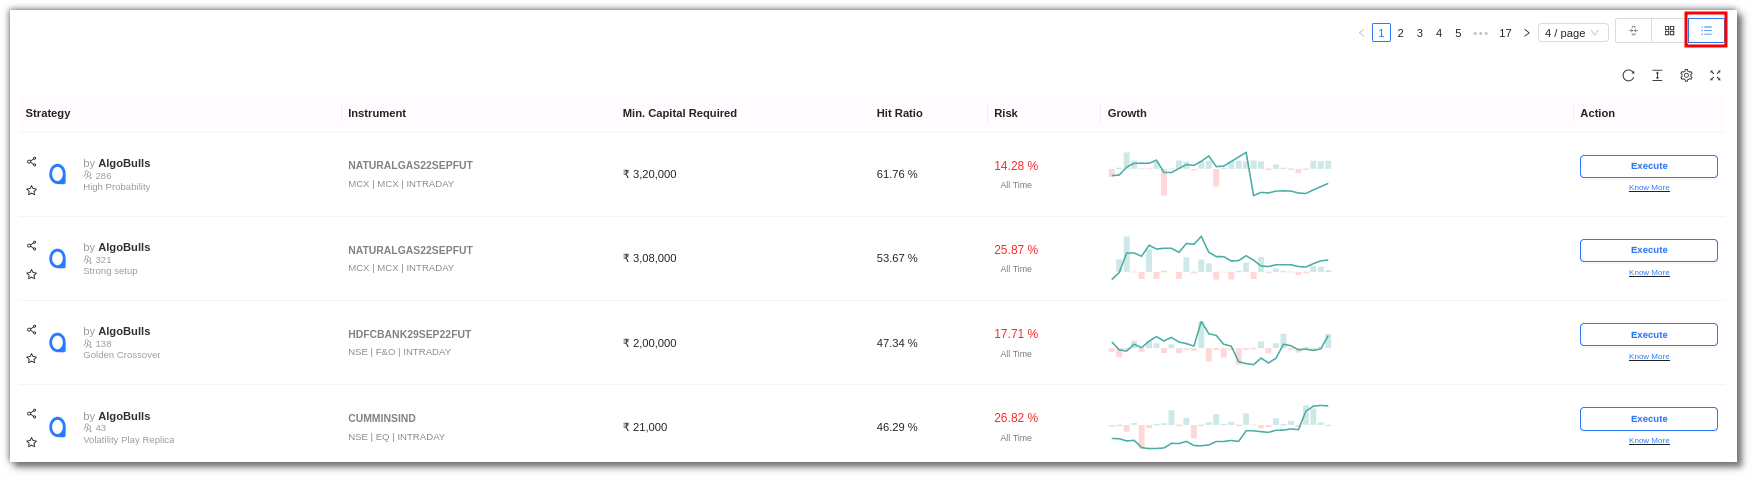 1 2 3 4 5 ••• 17 4 / page
Strategy Instrument Min. Capital Required Hit Ratio Risk Growth Action
by AlgoBulls
286
High Probability
NATURALGAS22SEPFUT
MCX | MCX | INTRADAY
₹ 3,20,000
61.76 %
14.28 %
All Time
Execute
Know More
by AlgoBulls
321
Strong setup
NATURALGAS22SEPFUT
MCX | MCX | INTRADAY
₹ 3,08,000
53.67 %
25.87 %
All Time
Execute
Know More
by AlgoBulls
138
Golden Crossover
HDFCBANK29SEP22FUT
NSE | F&O | INTRADAY
₹ 2,00,000
47.34 %
17.71 %
All Time
Execute
Know More
by AlgoBulls
43
Volatility Play Replica
CUMMINSIND
NSE | EQ | INTRADAY
₹ 21,000
46.29 %
26.82 %
All Time
Execute
Know More